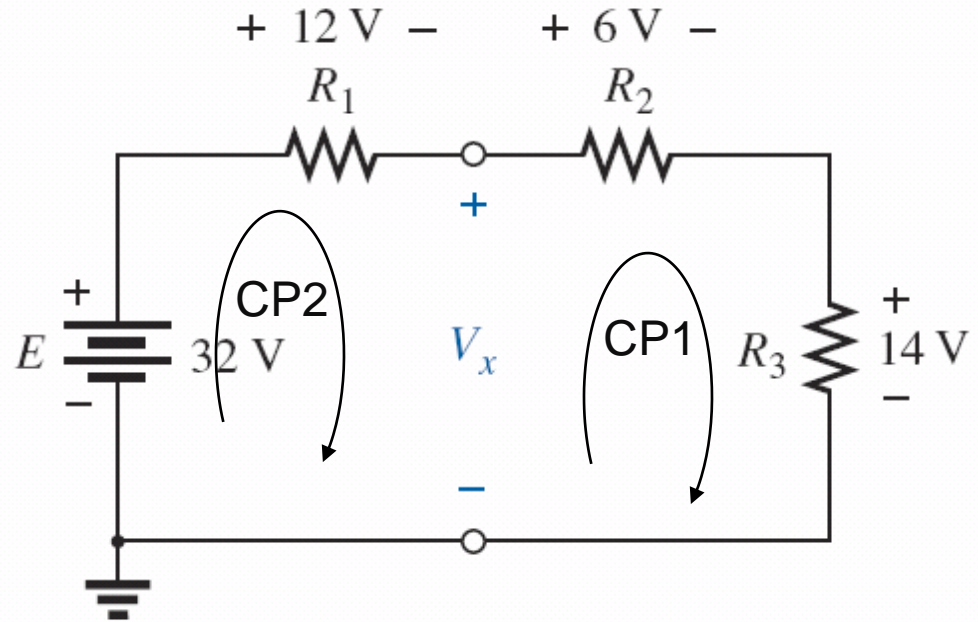 + 12 V − + 6 V −
R1 R2
+
+ CP2 +
E 32 V Vx CP1 R3 14 V
− −
−